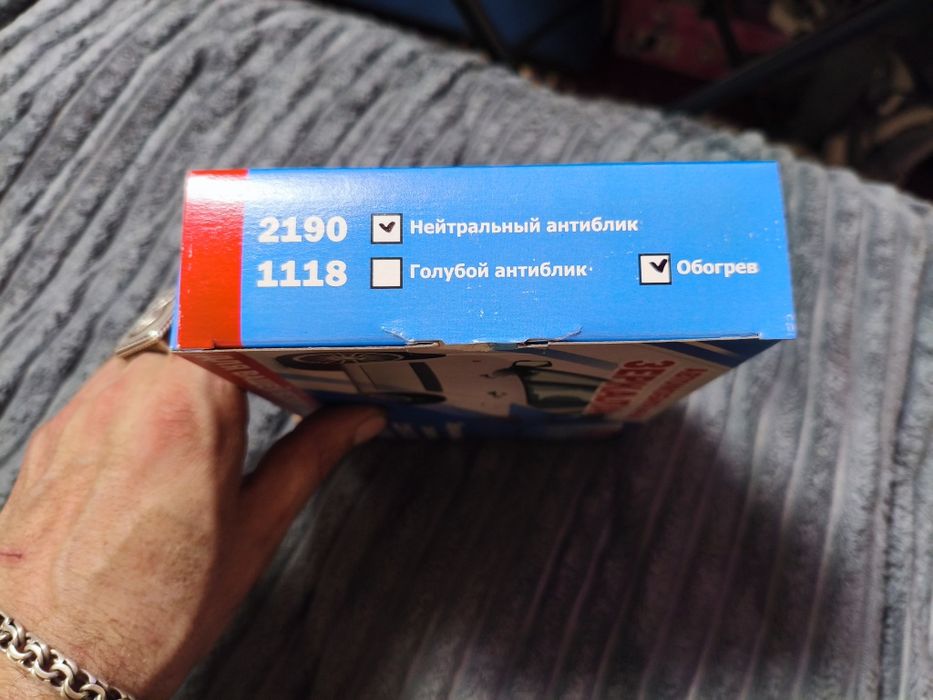 2190 Нейтральный антиблик
1118 Голубой антиблик Обогрев